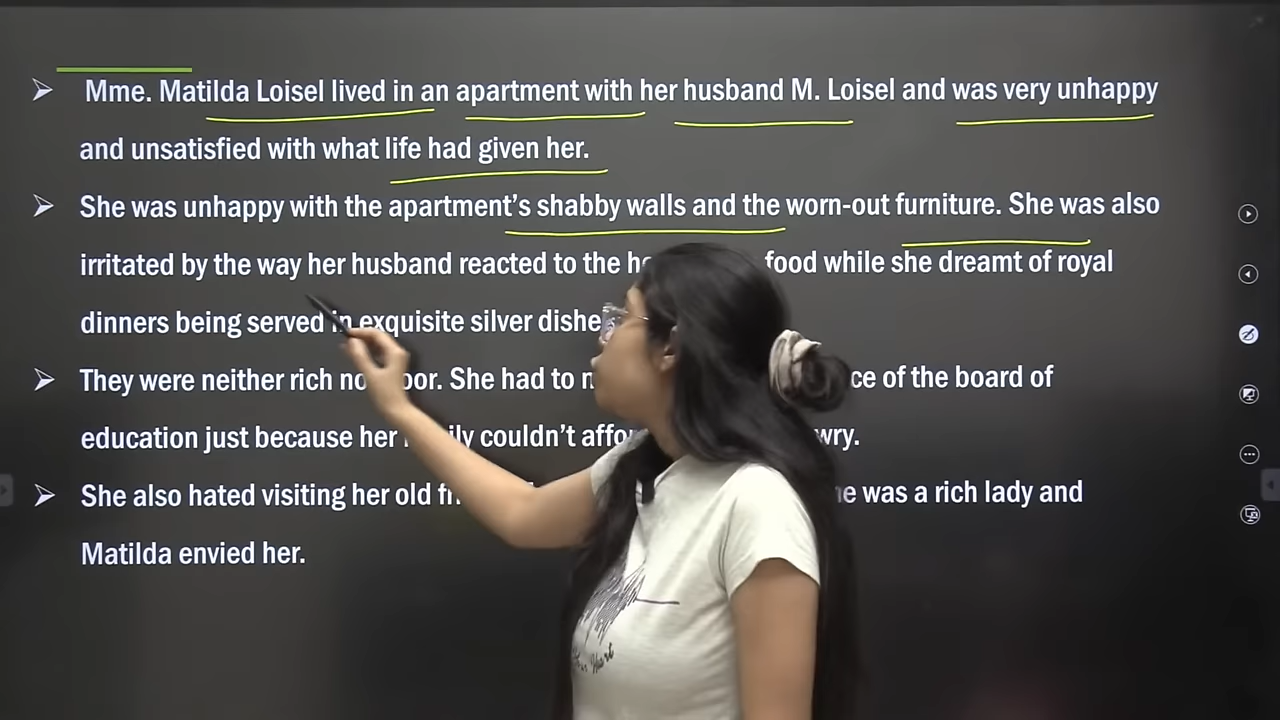 Mme. Matilda Loisel lived in an apartment with her husband M. Loisel and was very unhappy
and unsatisfied with what life had given her.
She was unhappy with the apartment's shabby walls and the worn-out furniture. She was also
irritated by the way her husband reacted to the food while she dreamt of royal
dinners being served in exquisite silver
They were neither rich She had to of the board of
education just because her couldn't
She also hated visiting her old was a rich lady and
Matilda envied her.